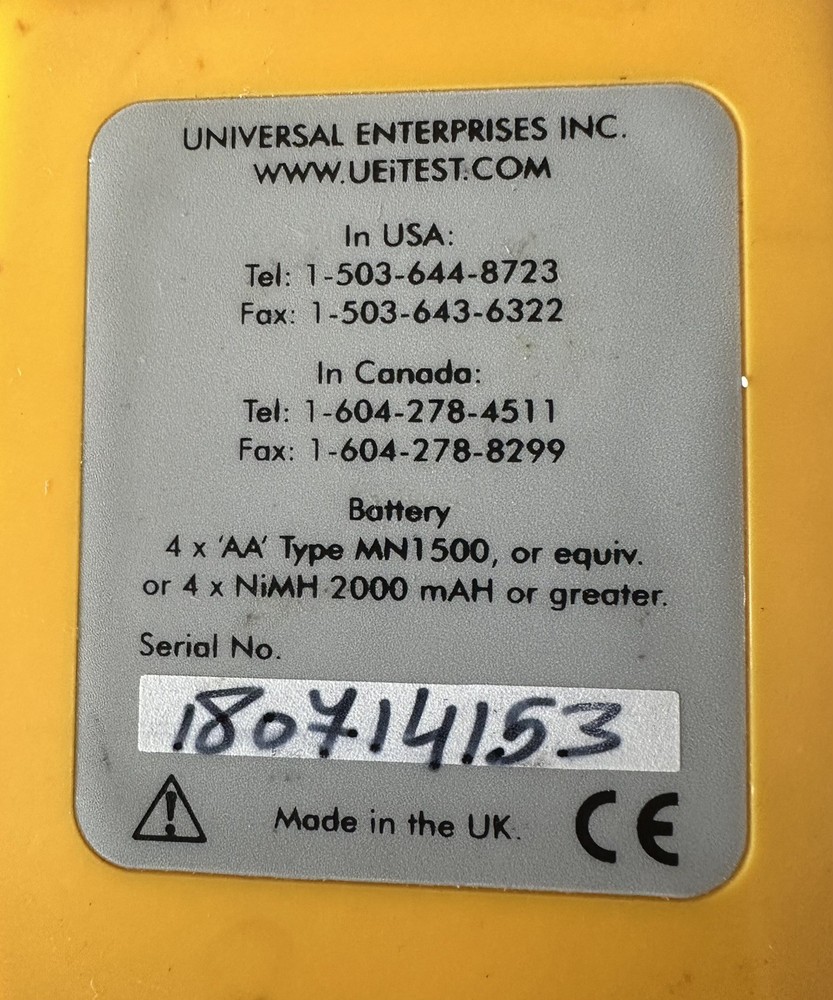 UNIVERSAL ENTERPRISES INC.
WWW.UEiTEST.COM
In USA:
Tel: 1-503-644-8723
Fax: 1-503-643-6322
In Canada:
Tel: 1-604-278-4511
Fax: 1-604-278-8299
Battery
4 x 'AA' Type MN1500, or equiv.
or 4 x NiMH 2000 mAH or greater.
Serial No.
180714153
Made in the UK. CE